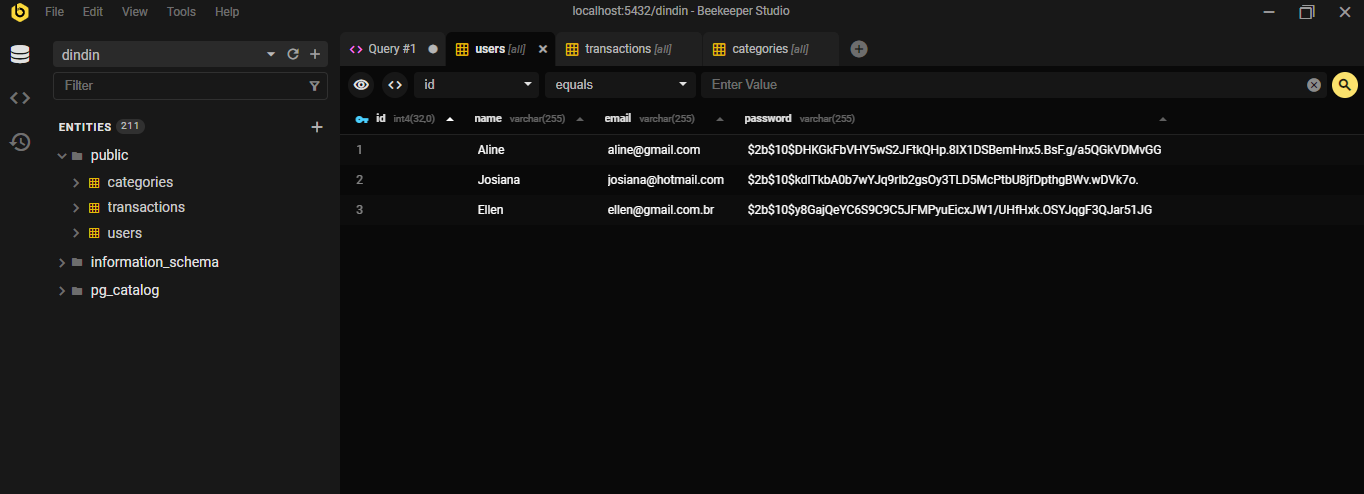 File Edit View Tools Help
localhost:5432/dindin - Beekeeper Studio
dindin
Filter
ENTITIES 211
public
categories
transactions
users
information_schema
pg_catalog
Query #1 users [all] transactions [all] categories [all]
id equals Enter Value
id int4(32,0) name varchar(255) email varchar(255) password varchar(255)
1 Aline aline@gmail.com $2b$10$DHKGkFbVHY5wS2JFtkQHp.8IX1DSBemHnx5.BsF.g/a5QGkVDMvGG
2 Josiana josiana@hotmail.com $2b$10$kdlTkbA0b7wYJq9rlb2gsOy3TLD5McPtbU8jfDpthgBWv.wDVk7o.
3 Ellen ellen@gmail.com.br $2b$10$y8GajQeYC6S9C9C5JFMPyuEicxJW1/UHfHxk.OSYJqgF3QJar51JG